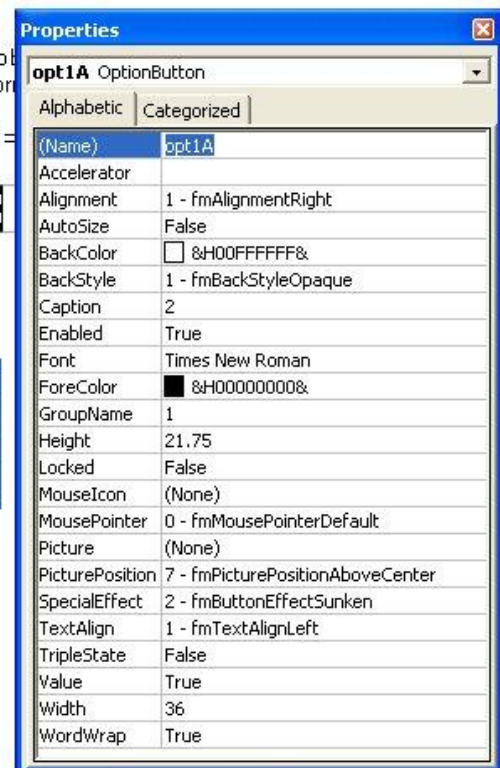 Properties
opt1A OptionButton
Alphabetic Categorized
(Name) opt1A
Accelerator
Alignment 1 - fmAlignmentRight
AutoSize False
BackColor &H00FFFFFF&
BackStyle 1 - fmBackStyleOpaque
Caption 2
Enabled True
Font Times New Roman
ForeColor &H00000000&
GroupName 1
Height 21.75
Locked False
MouseIcon (None)
MousePointer 0 - fmMousePointerDefault
Picture (None)
PicturePosition 7 - fmPicturePositionAboveCenter
SpecialEffect 2 - fmButtonEffectSunken
TextAlign 1 - fmTextAlignLeft
TripleState False
Value True
Width 36
WordWrap True